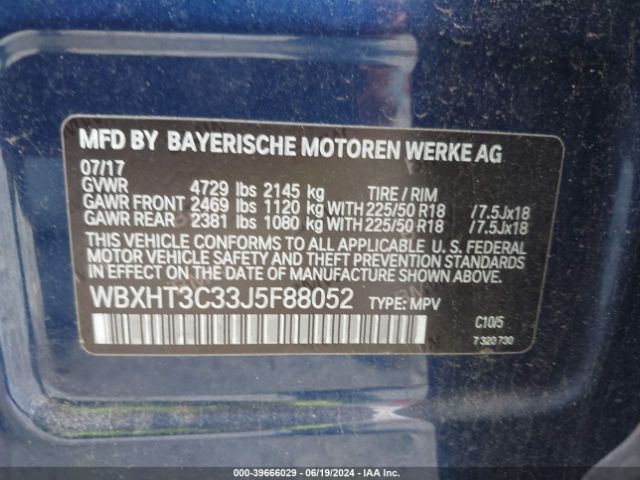 MFD BY BAYERISCHE MOTOREN WERKE AG
07/17
GVWR 4729 lbs 2145 kg TIRE / RIM
GAWR FRONT 2469 lbs 1120 kg WITH 225/50 R18 /7.5Jx18
GAWR REAR 2381 lbs 1080 kg WITH 225/50 R18 /7.5Jx18
THIS VEHICLE CONFORMS TO ALL APPLICABLE U. S. FEDERAL
MOTOR VEHICLE SAFETY, BUMPER,
AND THEFT PREVENTION STANDARDS
IN EFFECT ON THE DATE OF MANUFACTURE SHOWN ABOVE.
WBXHT3C33J5F88052 TYPE: MPV
C10/5
7 320 730
000-39666029 - 06/19/2024 - IAA Inc.